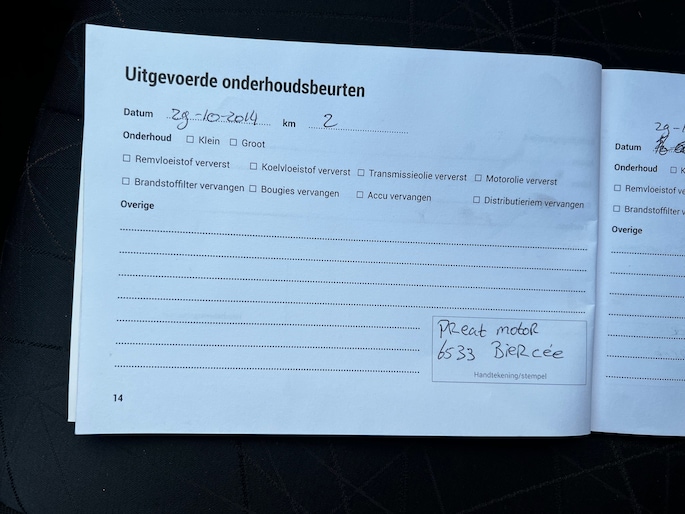 Uitgevoerde onderhoudsbeurten
Datum 29-10-2014 km 2
Onderhoud □ Klein □ Groot
□ Remvloeistof ververst □ Koelvloeistof ververst □ Transmissieolie ververst □ Motorolie ververst
□ Brandstoffilter vervangen □ Bougies vervangen □ Accu vervangen □ Distributieriem vervangen
Overige
PReat motoR
6533 BieRcée
Handtekening/stempel
14
Datum
Onderhoud □ K
□ Remvloeistof ve
□ Brandstoffilter v
Overige